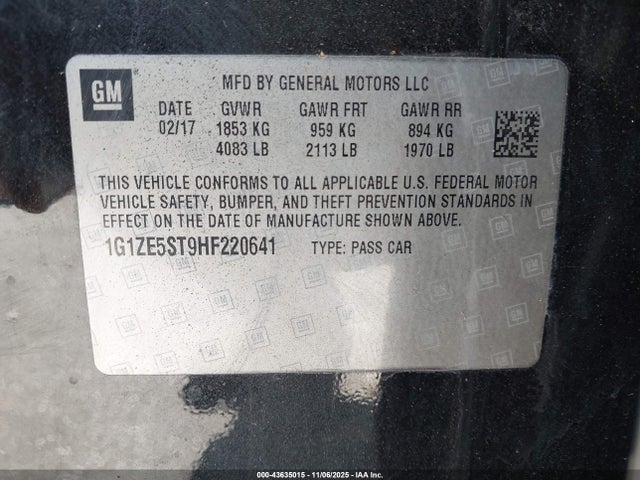 GM
MFD BY GENERAL MOTORS LLC
DATE GVWR GAWR FRT GAWR RR
02/17 1853 KG 959 KG 894 KG
4083 LB 2113 LB 1970 LB
THIS VEHICLE CONFORMS TO ALL APPLICABLE U.S. FEDERAL MOTOR
VEHICLE SAFETY, BUMPER, AND THEFT PREVENTION STANDARDS IN
EFFECT ON THE DATE OF MANUFACTURE SHOWN ABOVE.
1G1ZE5ST9HF220641 TYPE: PASS CAR
000-43635015 - 11/06/2025 - IAA Inc.